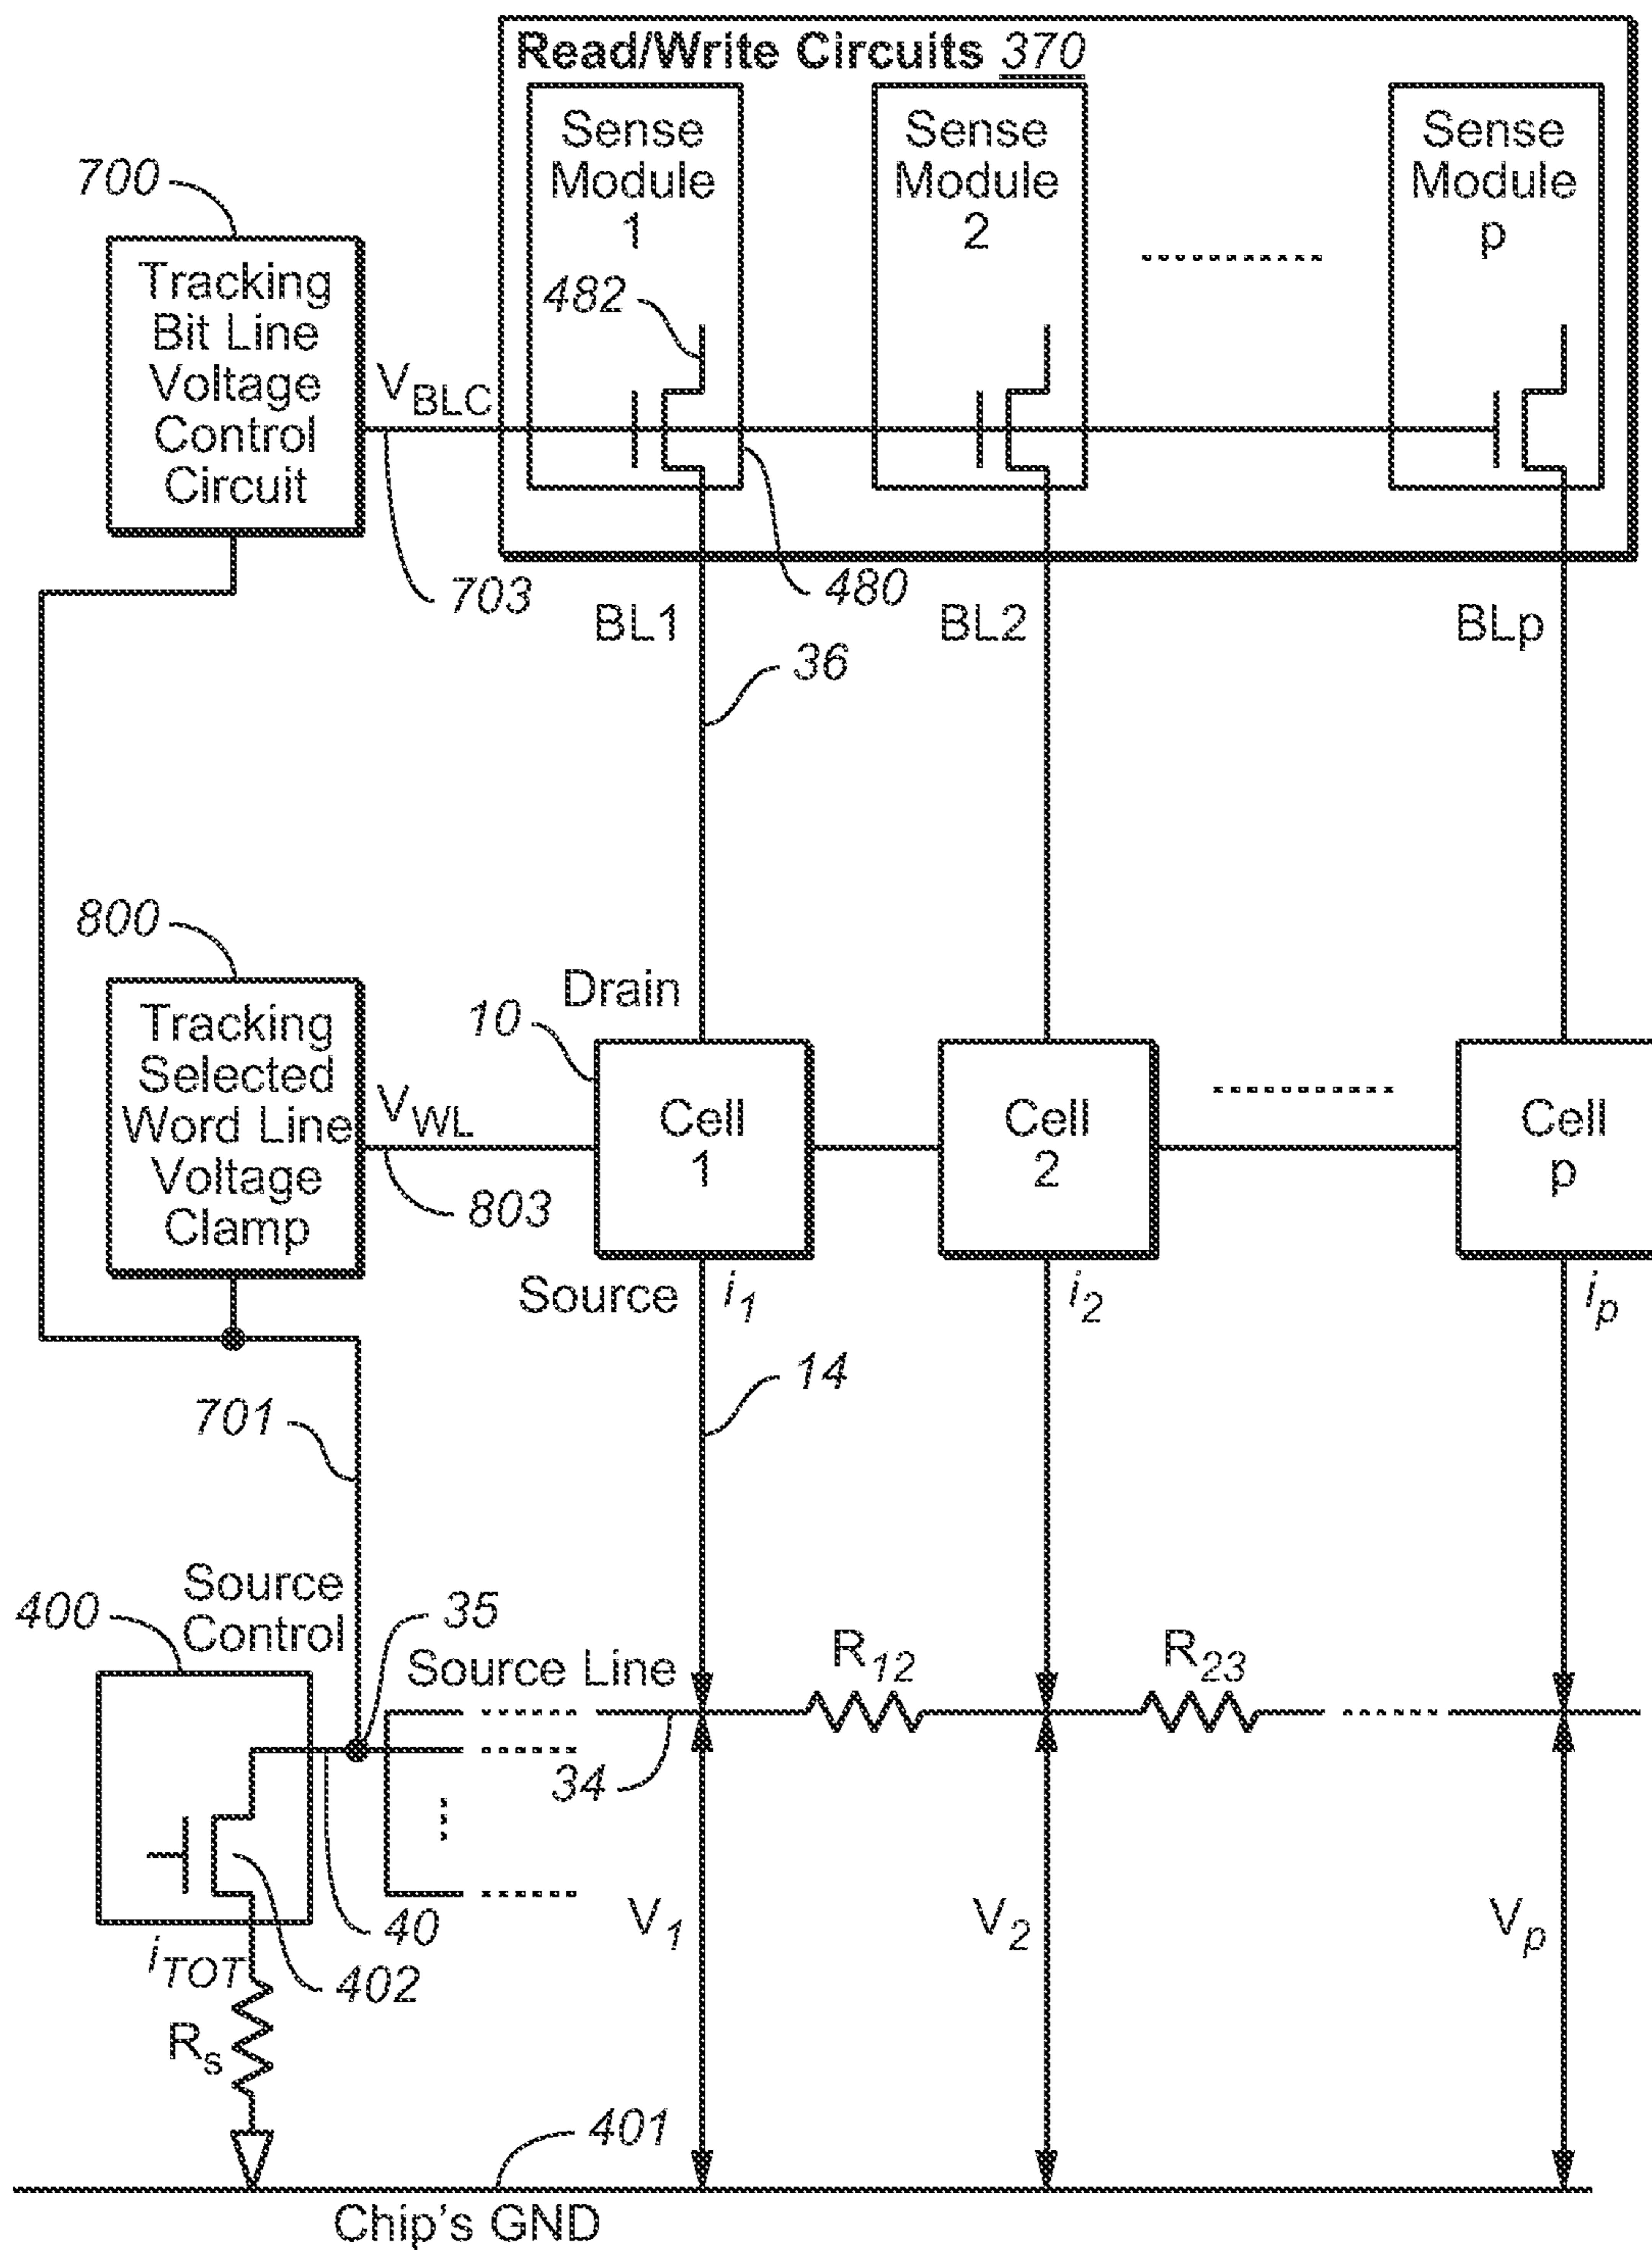 Read/Write Circuits 370
Sense
Module
1
Sense
Module
2
Sense
Module
p
700
Tracking
Bit Line
Voltage
Control
Circuit
482
VBLC
703
480
BL1
BL2
BLp
36
800
Tracking
Selected
Word Line
Voltage
Clamp
Drain
10
VWL
803
Cell
1
Cell
2
Cell
p
Source
i1
i2
ip
14
701
Source
Control
400
35
Source Line
R12
R23
34
40
V1
V2
Vp
iTOT
402
Rs
401
Chip's GND